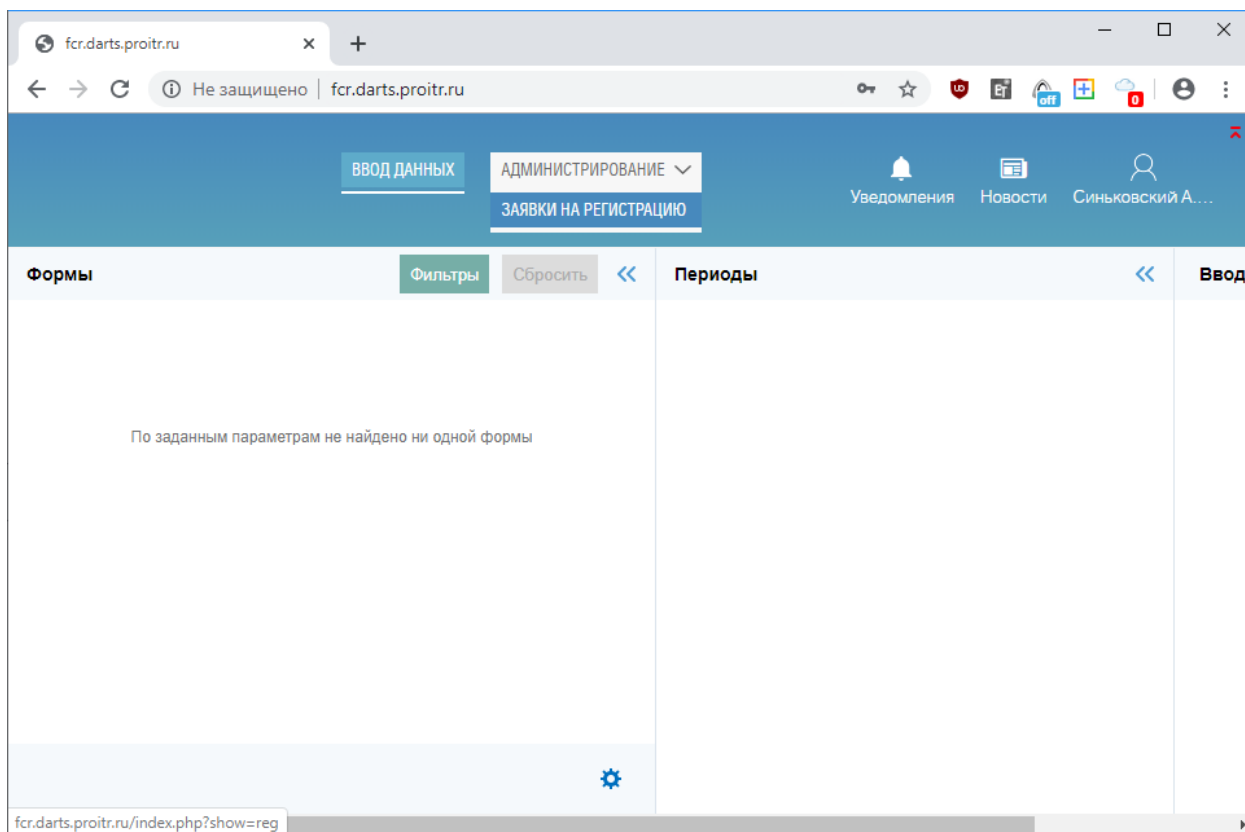 fcr.darts.proitr.ru
Не защищено | fcr.darts.proitr.ru
off
0
ВВОД ДАННЫХ
АДМИНИСТРИРОВАНИЕ
ЗАЯВКИ НА РЕГИСТРАЦИЮ
Уведомления
Новости
Синьковский А....
Формы
Фильтры
Сбросить
Периоды
Ввод
По заданным параметрам не найдено ни одной формы
fcr.darts.proitr.ru/index.php?show=reg